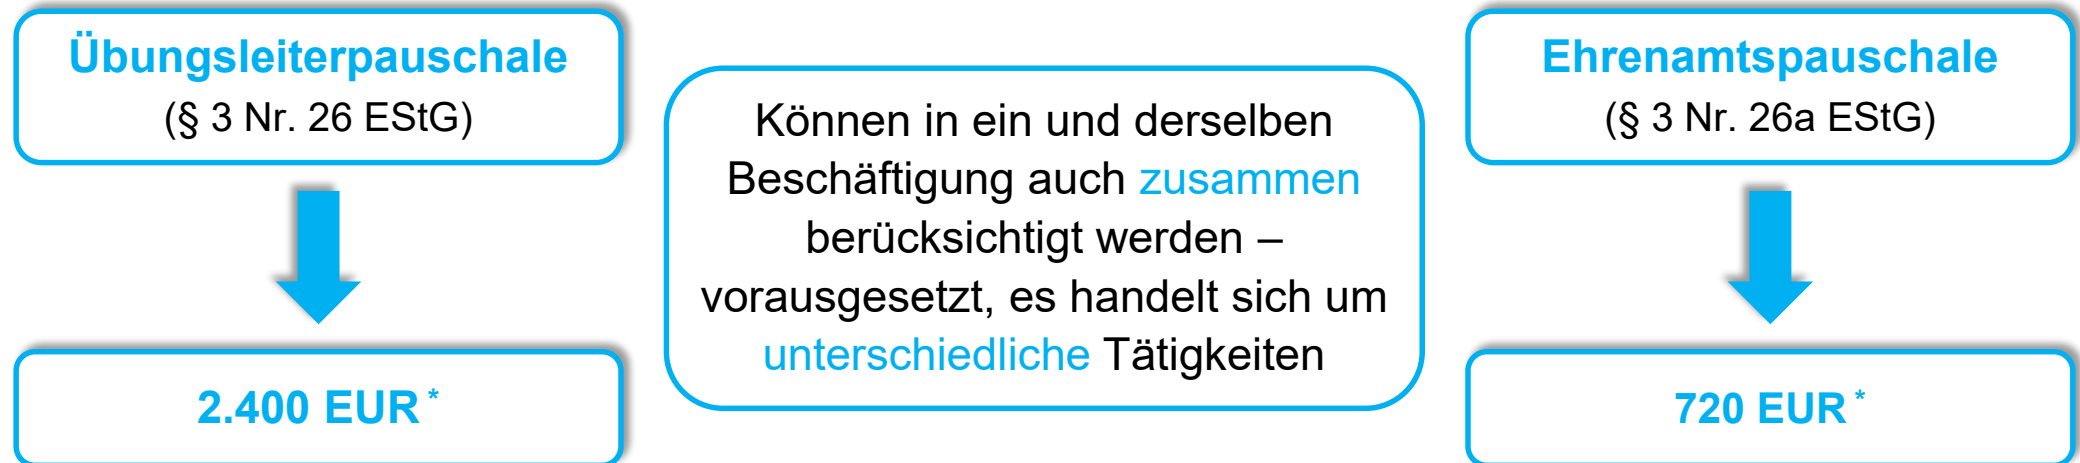 Übungsleiterpauschale
(§ 3 Nr. 26 EStG)
2.400 EUR *
Können in ein und derselben
Beschäftigung auch zusammen
berücksichtigt werden –
vorausgesetzt, es handelt sich um
unterschiedliche Tätigkeiten
Ehrenamtspauschale
(§ 3 Nr. 26a EStG)
720 EUR *